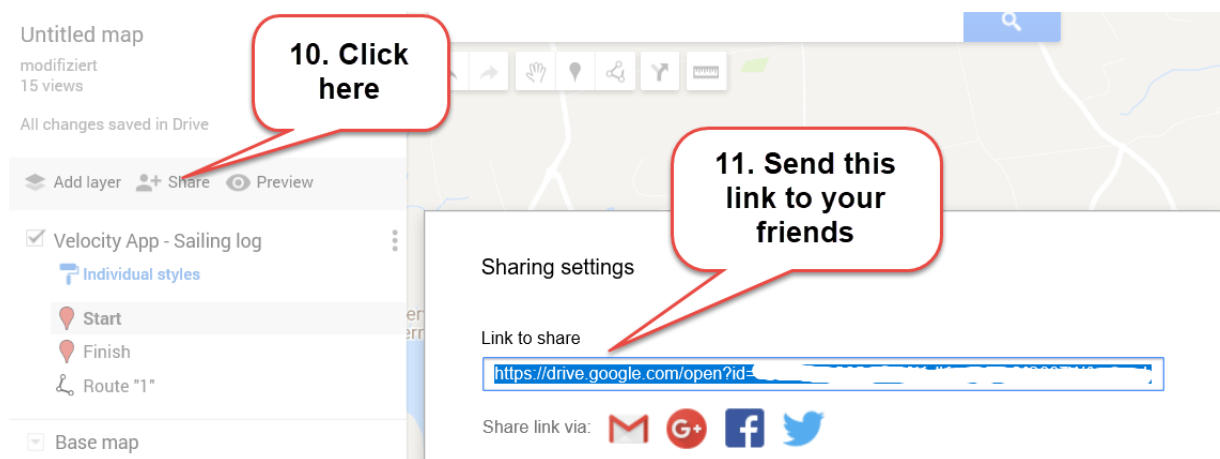 Untitled map
modifiziert
15 views
All changes saved in Drive
10. Click
here
Add layer
Share
Preview
Velocity App - Sailing log
Individual styles
Start
Finish
Route "1"
Base map
11. Send this
link to your
friends
Sharing settings
Link to share
https://drive.google.com/open?id=
Share link via:
G+